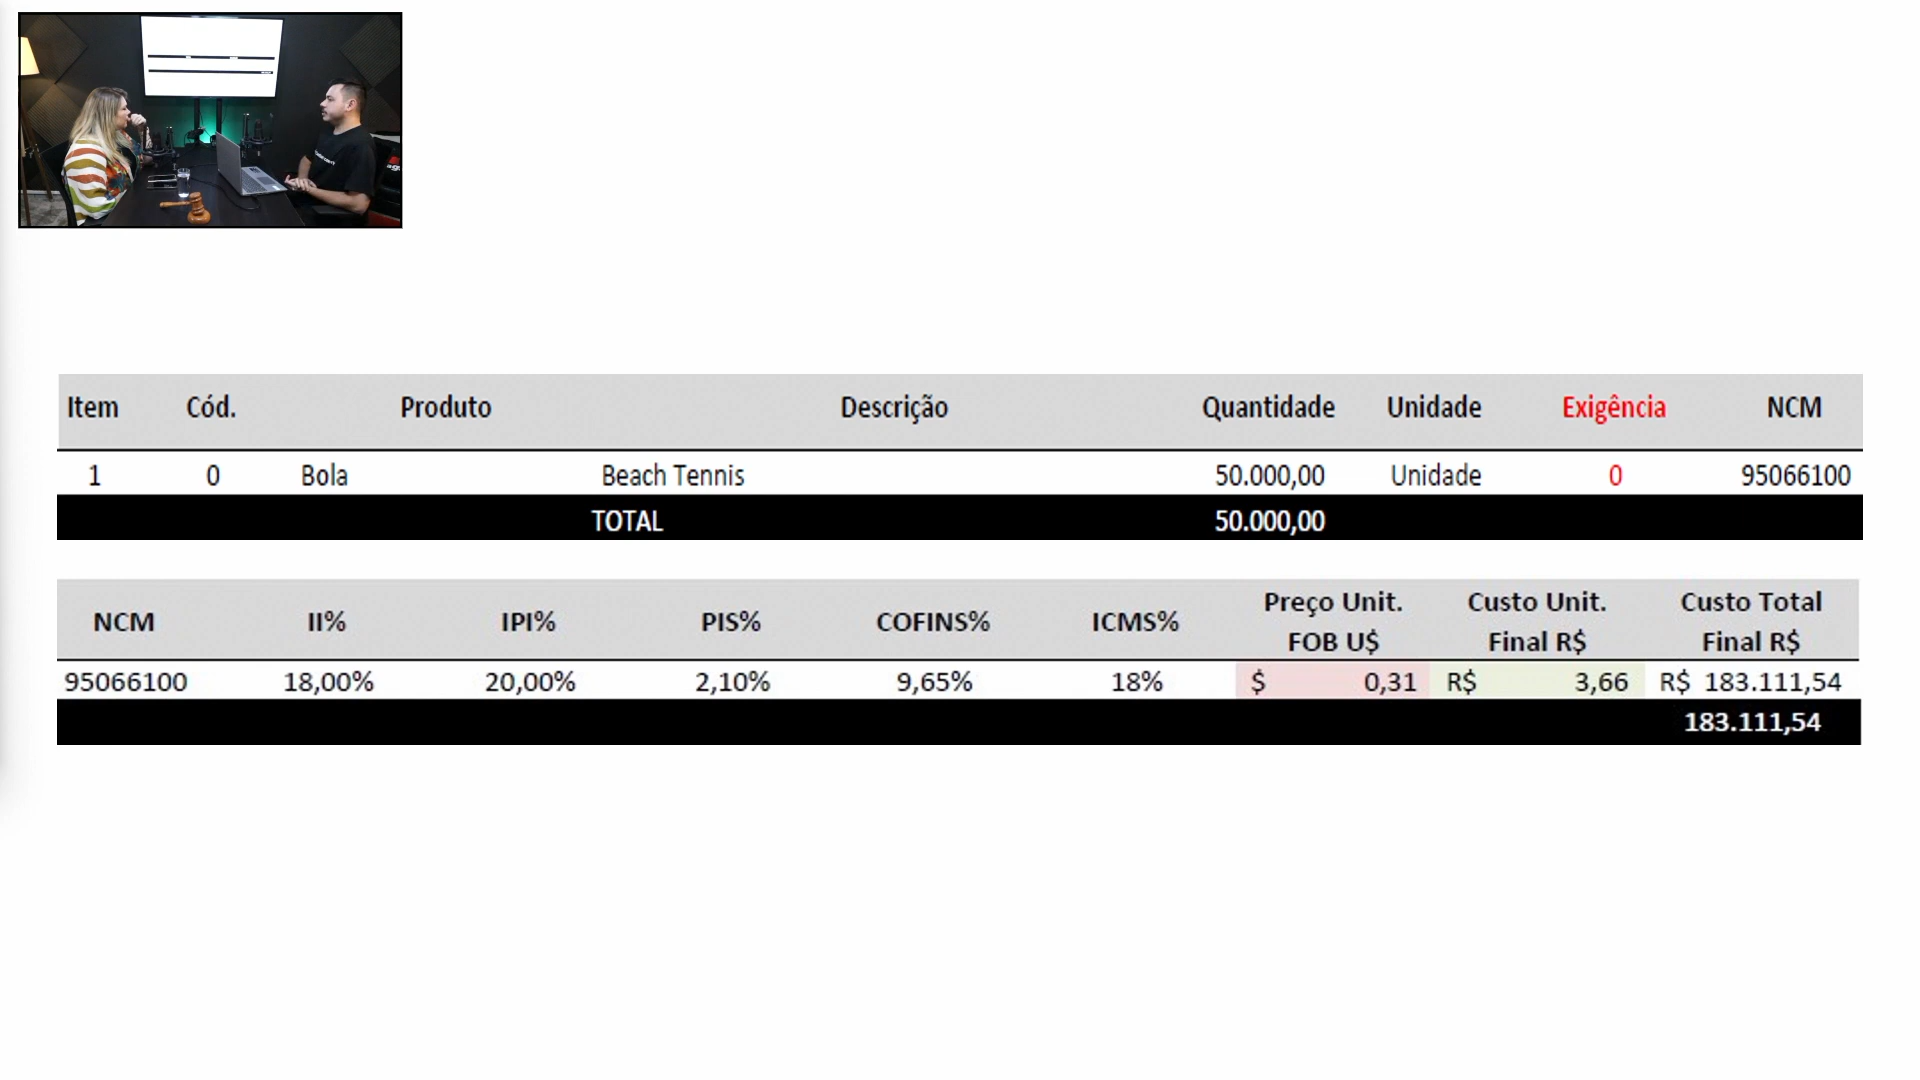 Item Cód. Produto Descrição Quantidade Unidade Exigência NCM
1 0 Bola Beach Tennis 50.000,00 Unidade 0 95066100
TOTAL 50.000,00
NCM II% IPI% PIS% COFINS% ICMS% Preço Unit. FOB U$ Custo Unit. Final R$ Custo Total Final R$
95066100 18,00% 20,00% 2,10% 9,65% 18% $ 0,31 R$ 3,66 R$ 183.111,54
183.111,54